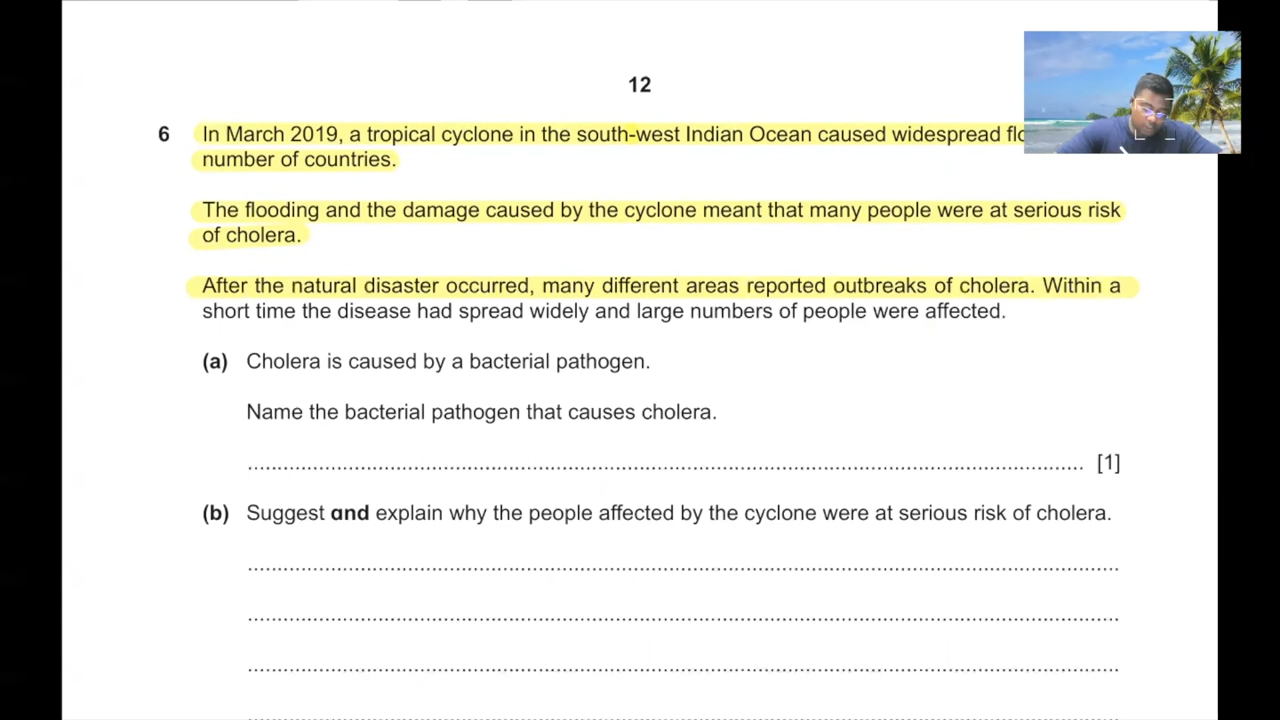 12
6 In March 2019, a tropical cyclone in the south-west Indian Ocean caused widespread
number of countries.
The flooding and the damage caused by the cyclone meant that many people were at serious risk
of cholera.
After the natural disaster occurred, many different areas reported outbreaks of cholera. Within a
short time the disease had spread widely and large numbers of people were affected.
(a) Cholera is caused by a bacterial pathogen.
Name the bacterial pathogen that causes cholera.
[1]
(b) Suggest and explain why the people affected by the cyclone were at serious risk of cholera.